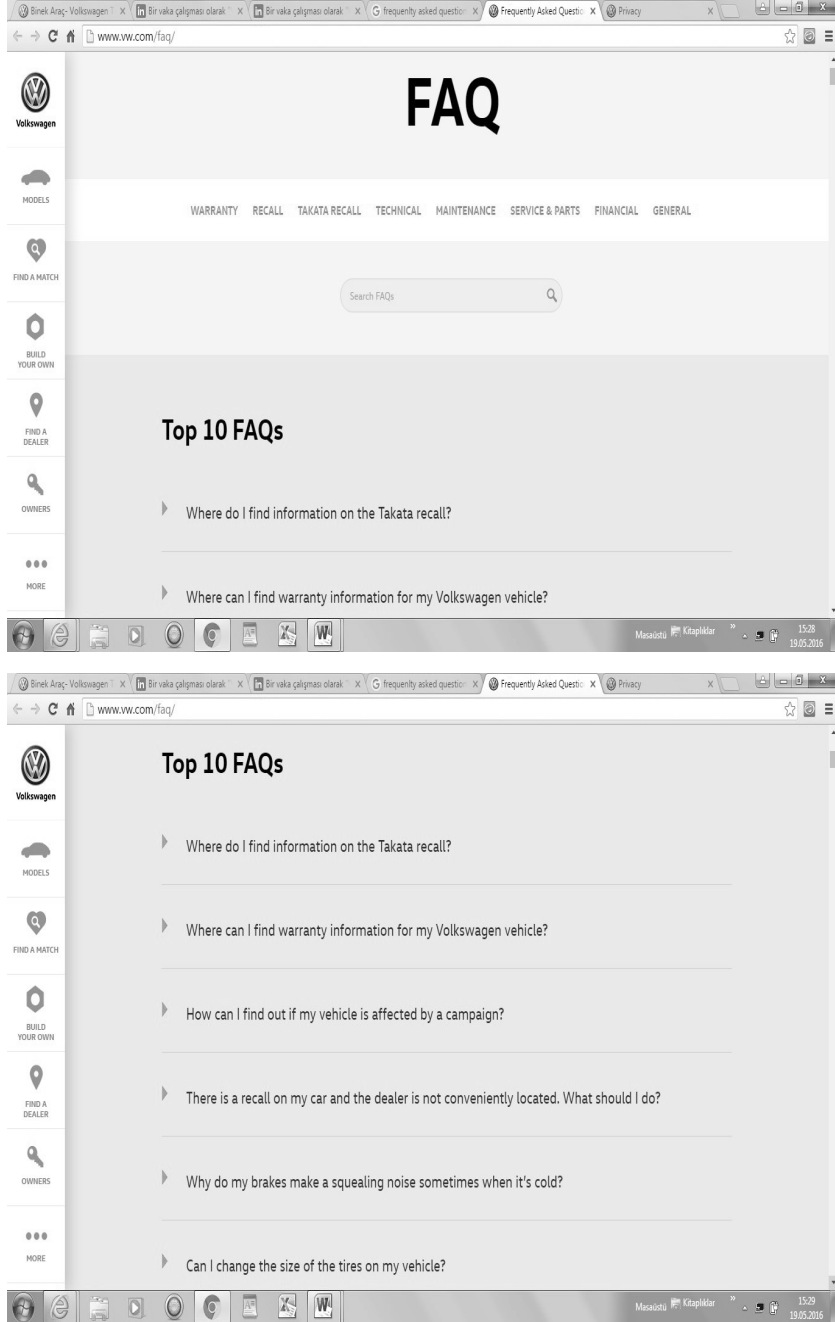 Binek Araç- Volkswagen T
Bir vaka çalışması olarak "
Bir vaka çalışması olarak "
frequenlty asked question
Frequently Asked Questio
Privacy
www.vw.com/faq/
Volkswagen
FAQ
MODELS
WARRANTY RECALL TAKATA RECALL TECHNICAL MAINTENANCE SERVICE & PARTS FINANCIAL GENERAL
FIND A MATCH
Search FAQs
BUILD
YOUR OWN
FIND A
DEALER
Top 10 FAQs
OWNERS
Where do I find information on the Takata recall?
MORE
Where can I find warranty information for my Volkswagen vehicle?
Masaüstü Kitaplıklar » 15:28
19.05.2016
Binek Araç- Volkswagen T
Bir vaka çalışması olarak "
Bir vaka çalışması olarak "
frequenlty asked question
Frequently Asked Questio
Privacy
www.vw.com/faq/
Volkswagen
Top 10 FAQs
MODELS
Where do I find information on the Takata recall?
FIND A MATCH
Where can I find warranty information for my Volkswagen vehicle?
BUILD
YOUR OWN
How can I find out if my vehicle is affected by a campaign?
FIND A
DEALER
There is a recall on my car and the dealer is not conveniently located. What should I do?
OWNERS
Why do my brakes make a squealing noise sometimes when it's cold?
MORE
Can I change the size of the tires on my vehicle?
Masaüstü Kitaplıklar » 15:29
19.05.2016